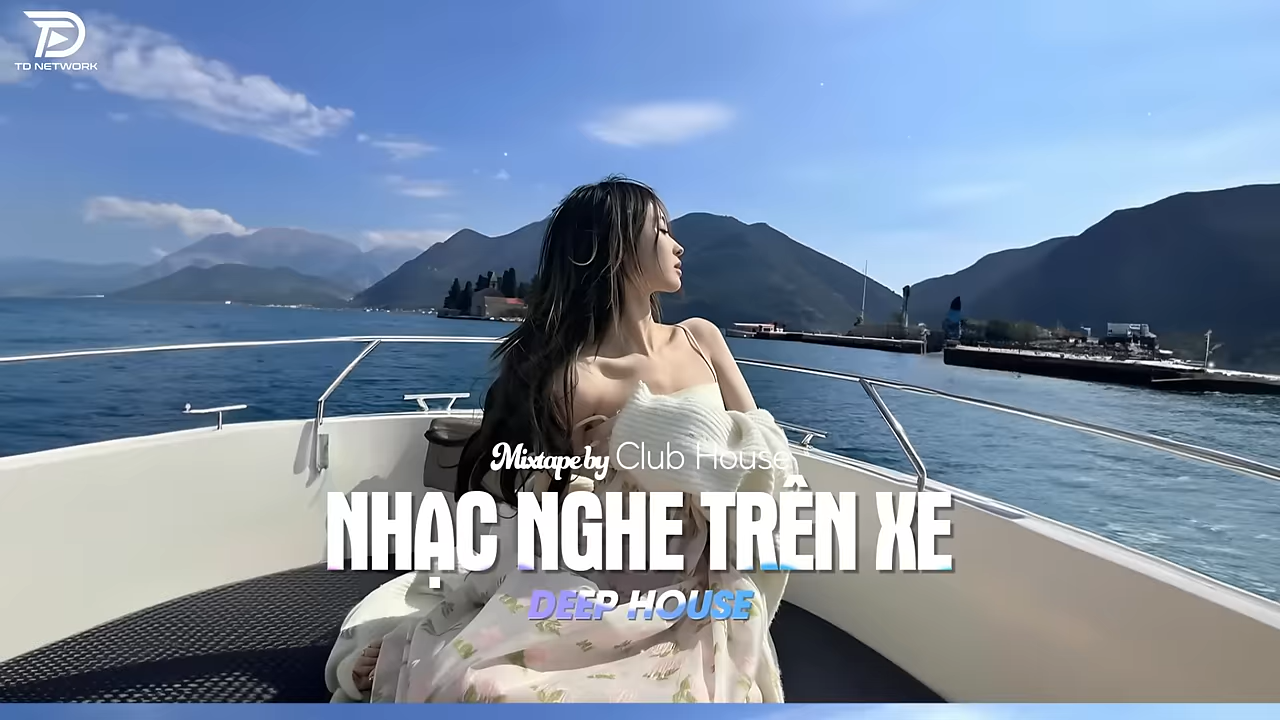 TD NETWORK
Mixtape by Club House
NHẠC NGHE TRÊN XE
DEEP HOUSE